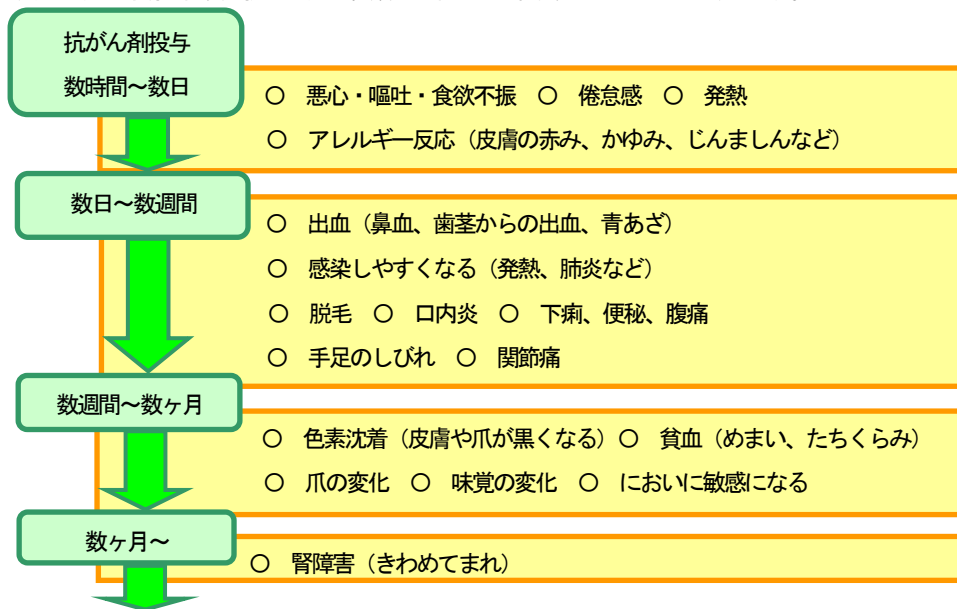 抗がん剤投与
数時間～数日
○ 悪心・嘔吐・食欲不振 ○ 倦怠感 ○ 発熱
○ アレルギー反応（皮膚の赤み、かゆみ、じんましんなど）
数日～数週間
○ 出血（鼻血、歯茎からの出血、青あざ）
○ 感染しやすくなる（発熱、肺炎など）
○ 脱毛 ○ 口内炎 ○ 下痢、便秘、腹痛
○ 手足のしびれ ○ 関節痛
数週間～数ヶ月
○ 色素沈着（皮膚や爪が黒くなる）○ 貧血（めまい、たちくらみ）
○ 爪の変化 ○ 味覚の変化 ○ においに敏感になる
数ヶ月～
○ 腎障害（きわめてまれ）